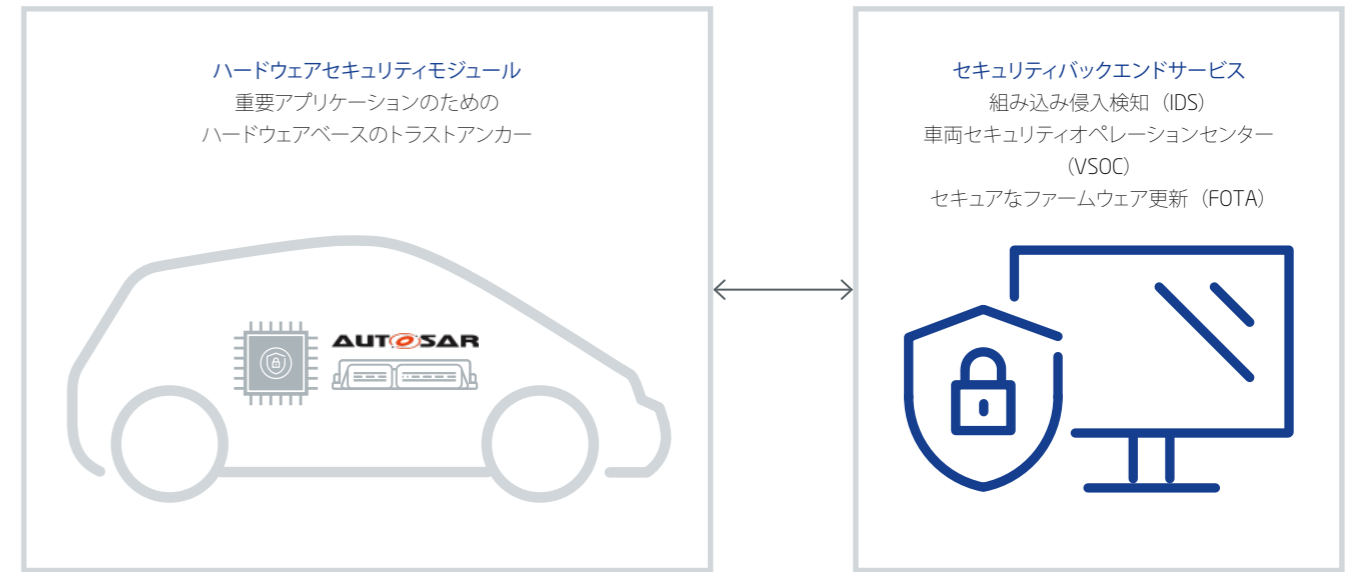 ハードウェアセキュリティモジュール
重要アプリケーションのための
ハードウェアベースのトラストアンカー
AUTOSAR
セキュリティバックエンドサービス
組み込み侵入検知（IDS）
車両セキュリティオペレーションセンター
（VSOC）
セキュアなファームウェア更新（FOTA）